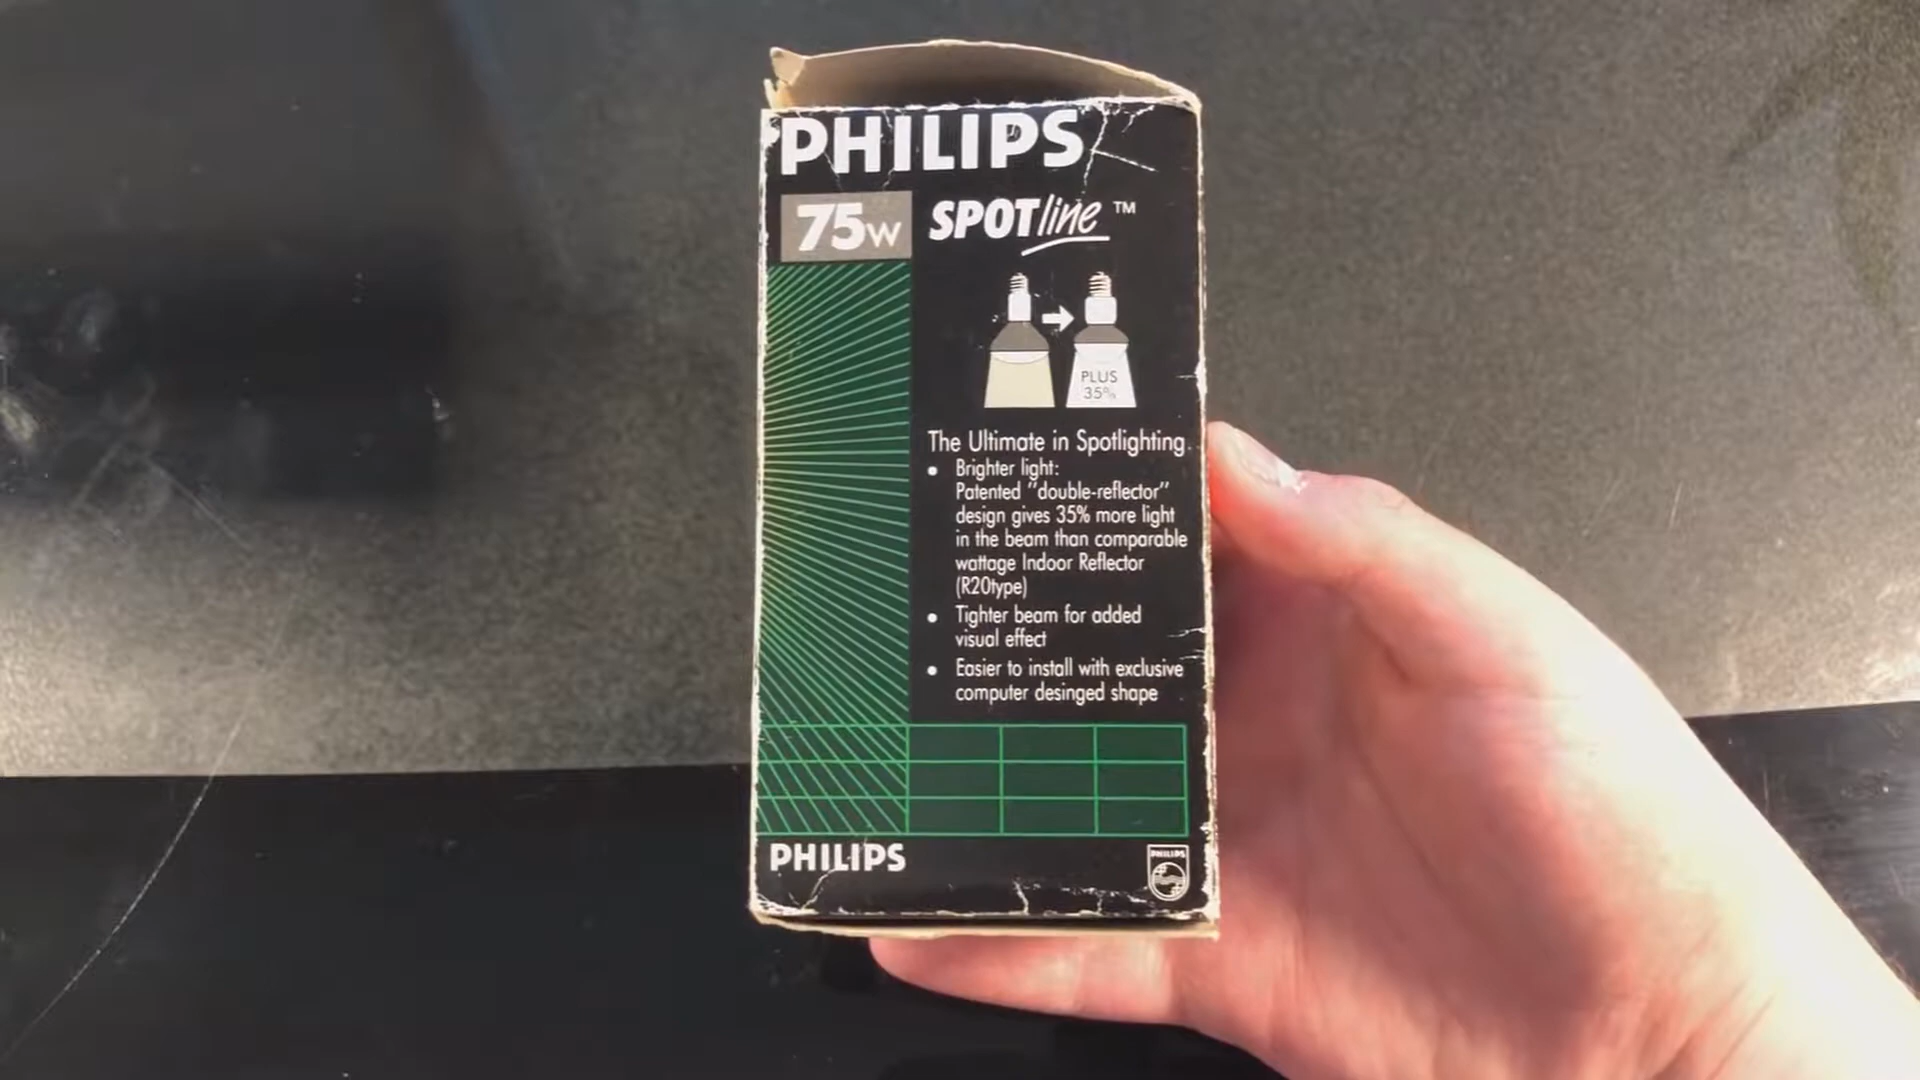 PHILIPS
75W SPOTline™
PLUS
35%
The Ultimate in Spotlighting.
• Brighter light:
Patented "double-reflector"
design gives 35% more light
in the beam than comparable
wattage Indoor Reflector
(R20type)
• Tighter beam for added
visual effect
• Easier to install with exclusive
computer desinged shape
PHILIPS
PHILIPS